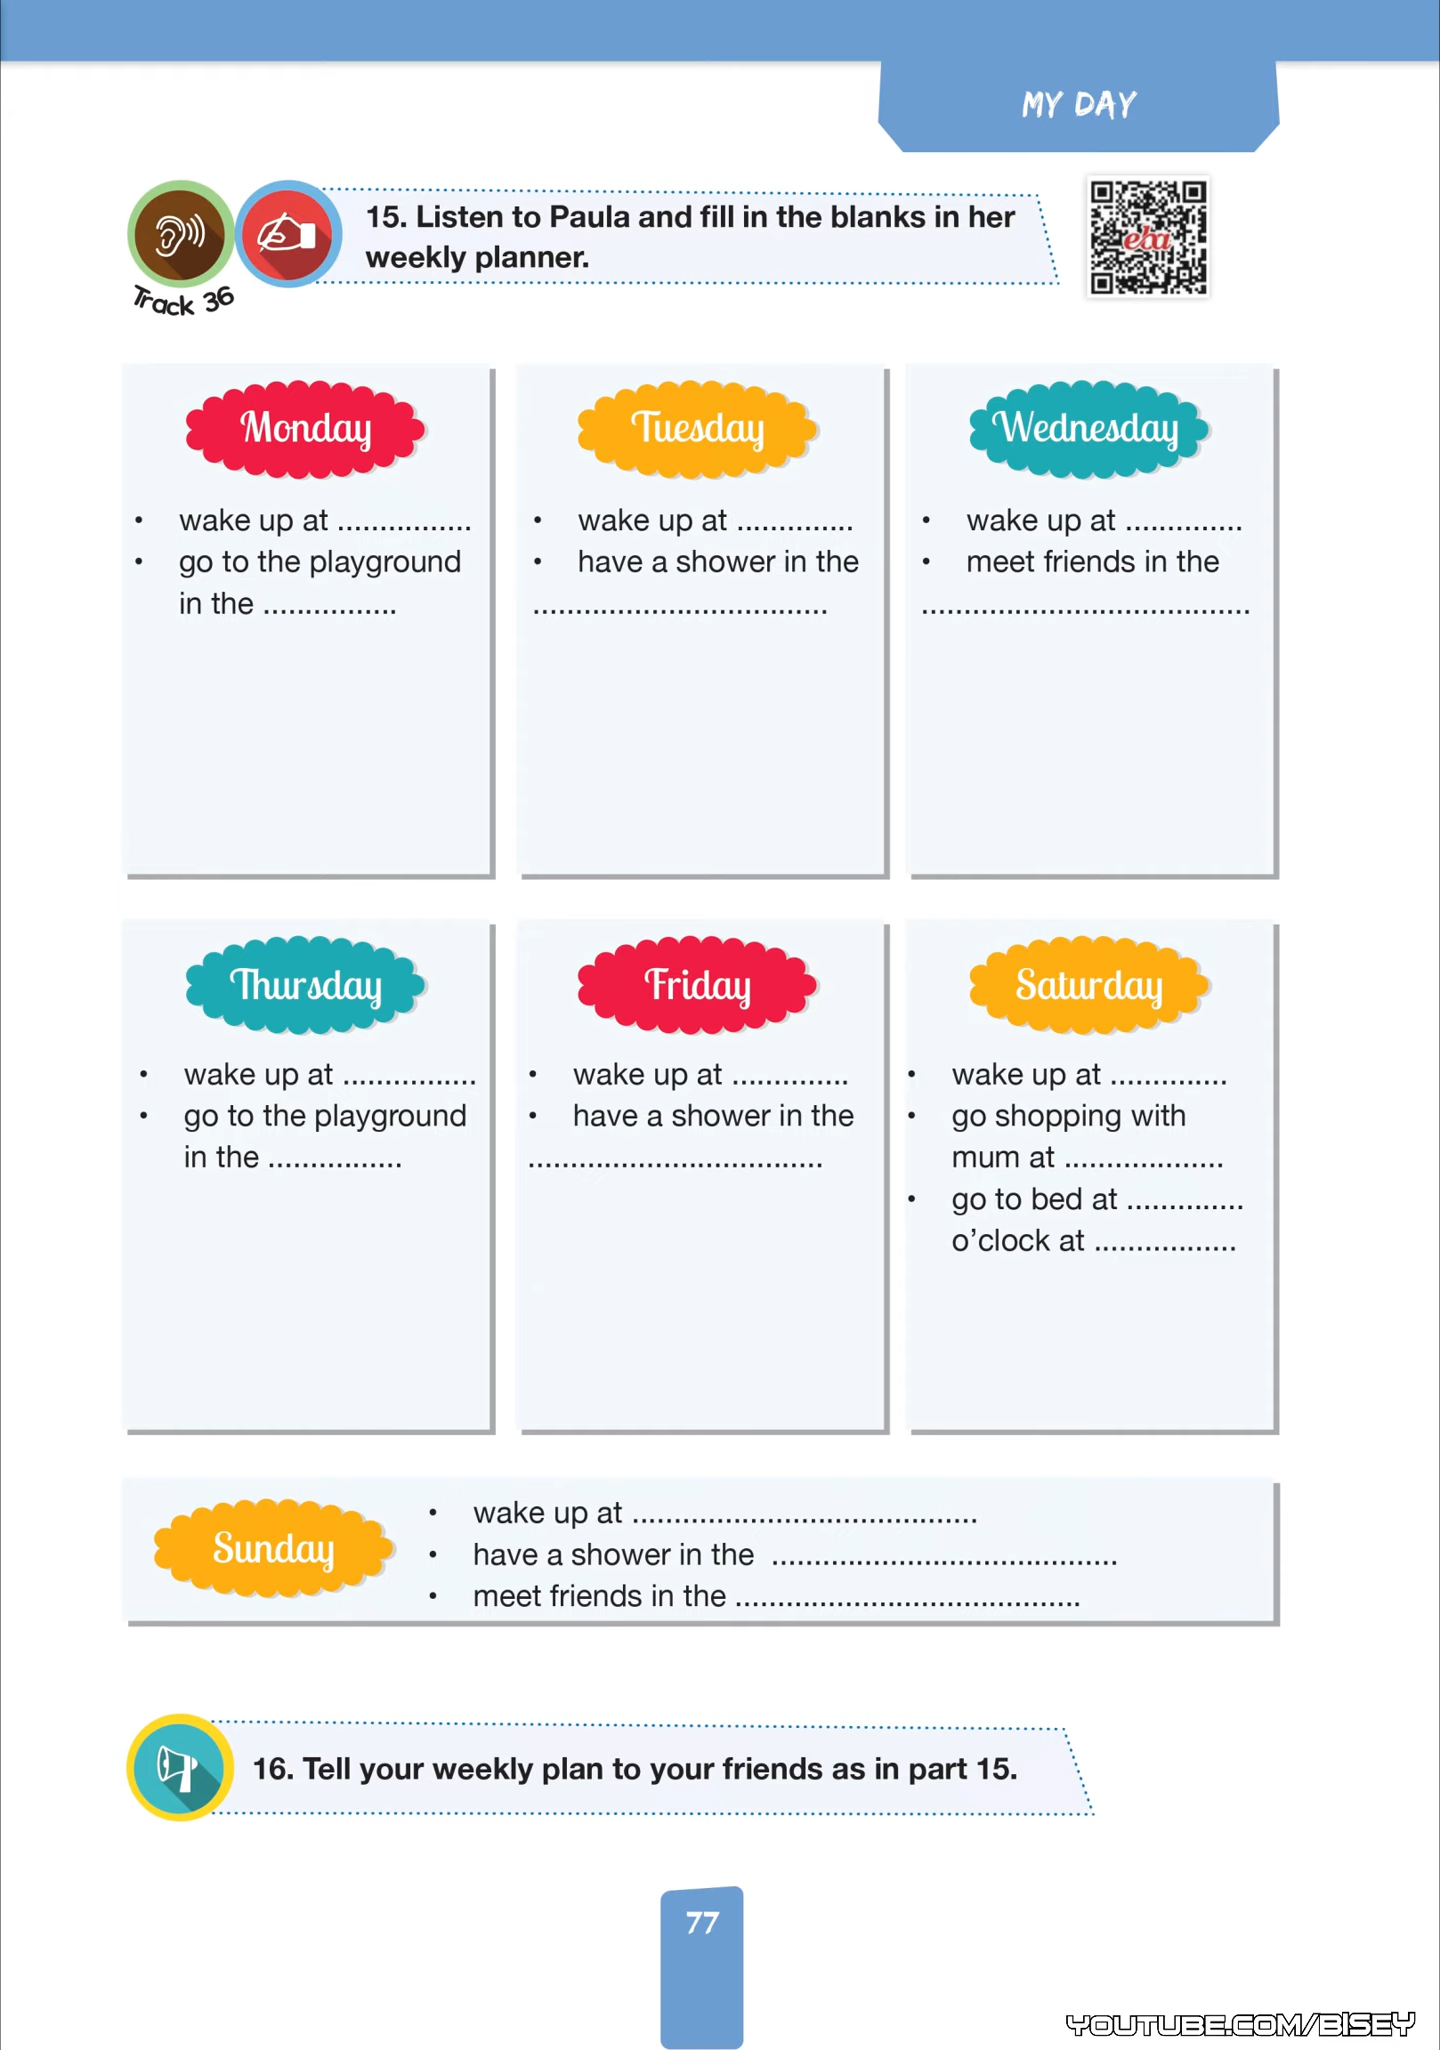 MY DAY
15. Listen to Paula and fill in the blanks in her
weekly planner.
eba
Track 36
Monday
• wake up at ................
• go to the playground
in the ................
Tuesday
• wake up at ..............
• have a shower in the
...................................
Wednesday
• wake up at ..............
• meet friends in the
.......................................
Thursday
• wake up at ................
• go to the playground
in the ................
Friday
• wake up at ..............
• have a shower in the
...................................
Saturday
• wake up at ..............
• go shopping with
mum at ...................
• go to bed at ..............
o’clock at .................
Sunday
• wake up at .........................................
• have a shower in the .........................................
• meet friends in the .........................................
16. Tell your weekly plan to your friends as in part 15.
77
YOUTUBE.COM/BISEY